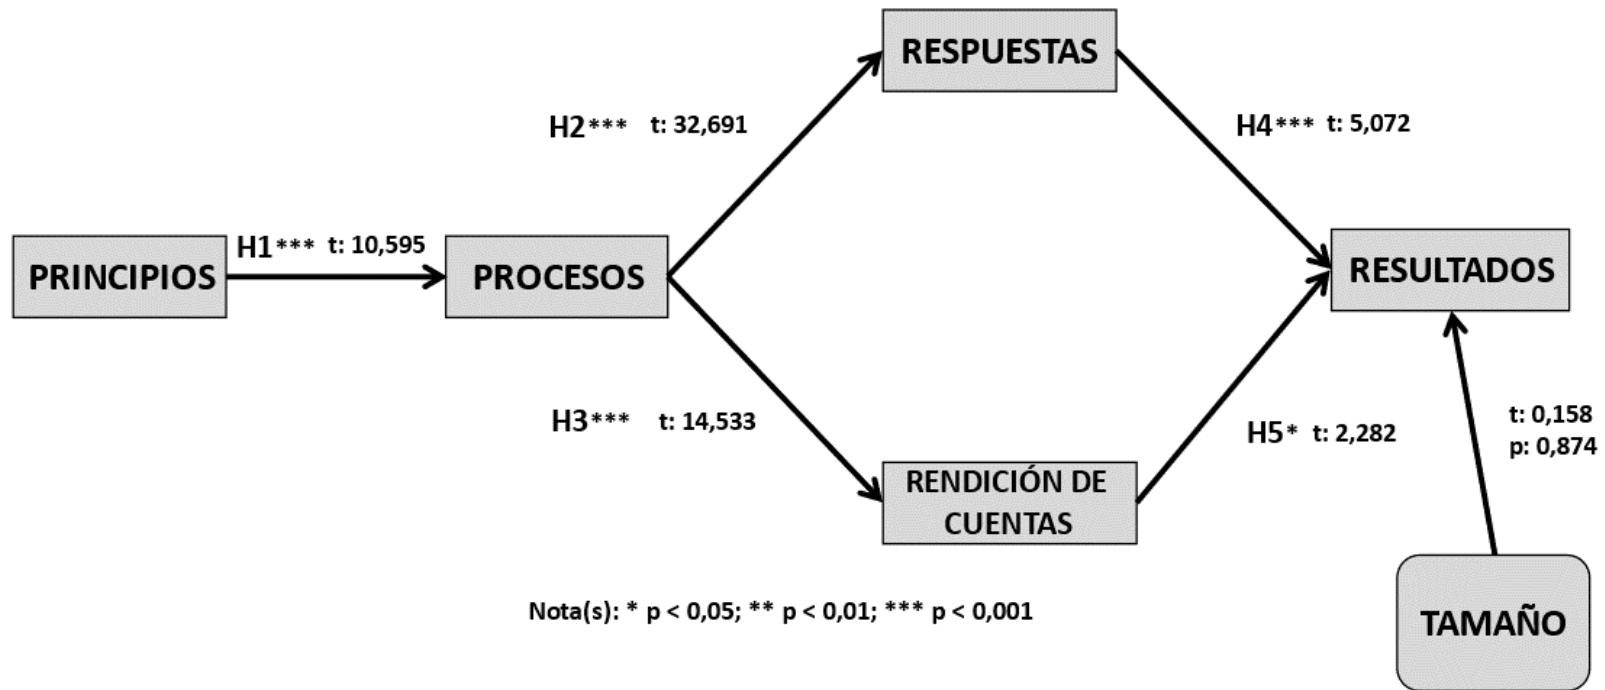 RESPUESTAS
H2*** t: 32,691
H4*** t: 5,072
H1*** t: 10,595
PRINCIPIOS
PROCESOS
RESULTADOS
H3*** t: 14,533
H5* t: 2,282
t: 0,158
p: 0,874
RENDICIÓN DE
CUENTAS
Nota(s): * p < 0,05; ** p < 0,01; *** p < 0,001
TAMAÑO